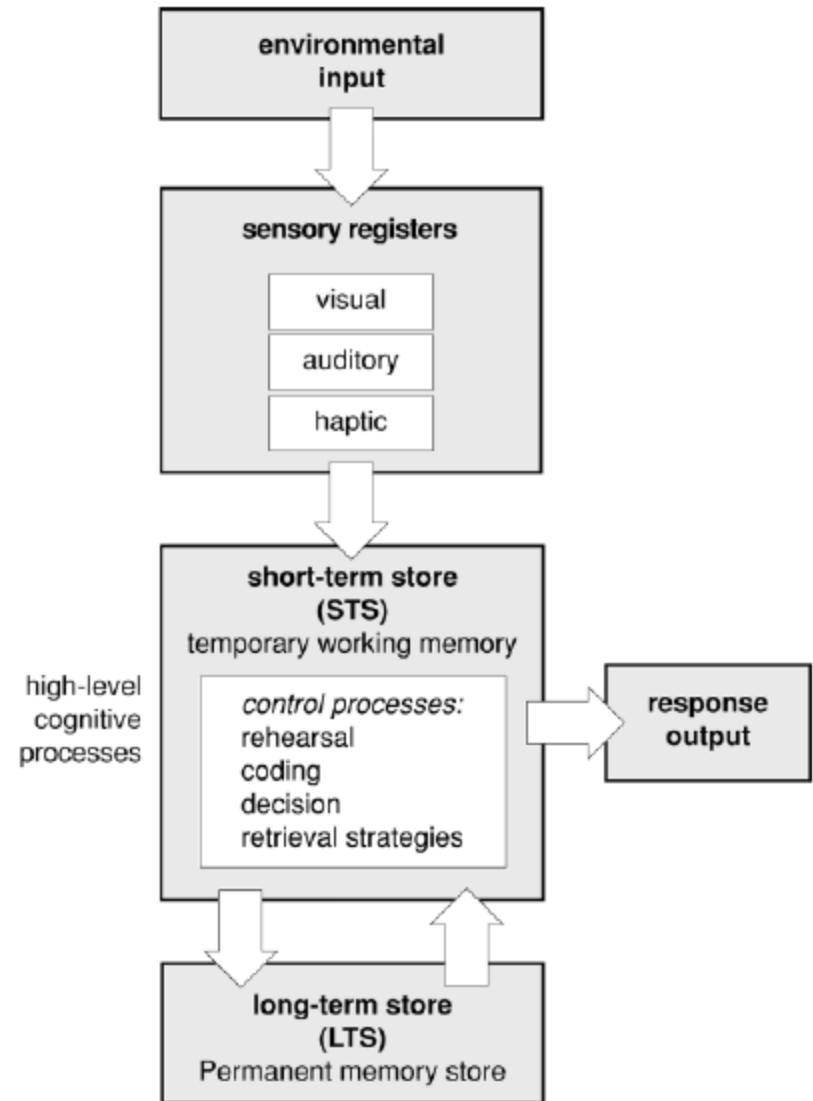 environmental
input
sensory registers
visual
auditory
haptic
short-term store
(STS)
temporary working memory
high-level
cognitive
processes
control processes:
rehearsal
coding
decision
retrieval strategies
response
output
long-term store
(LTS)
Permanent memory store